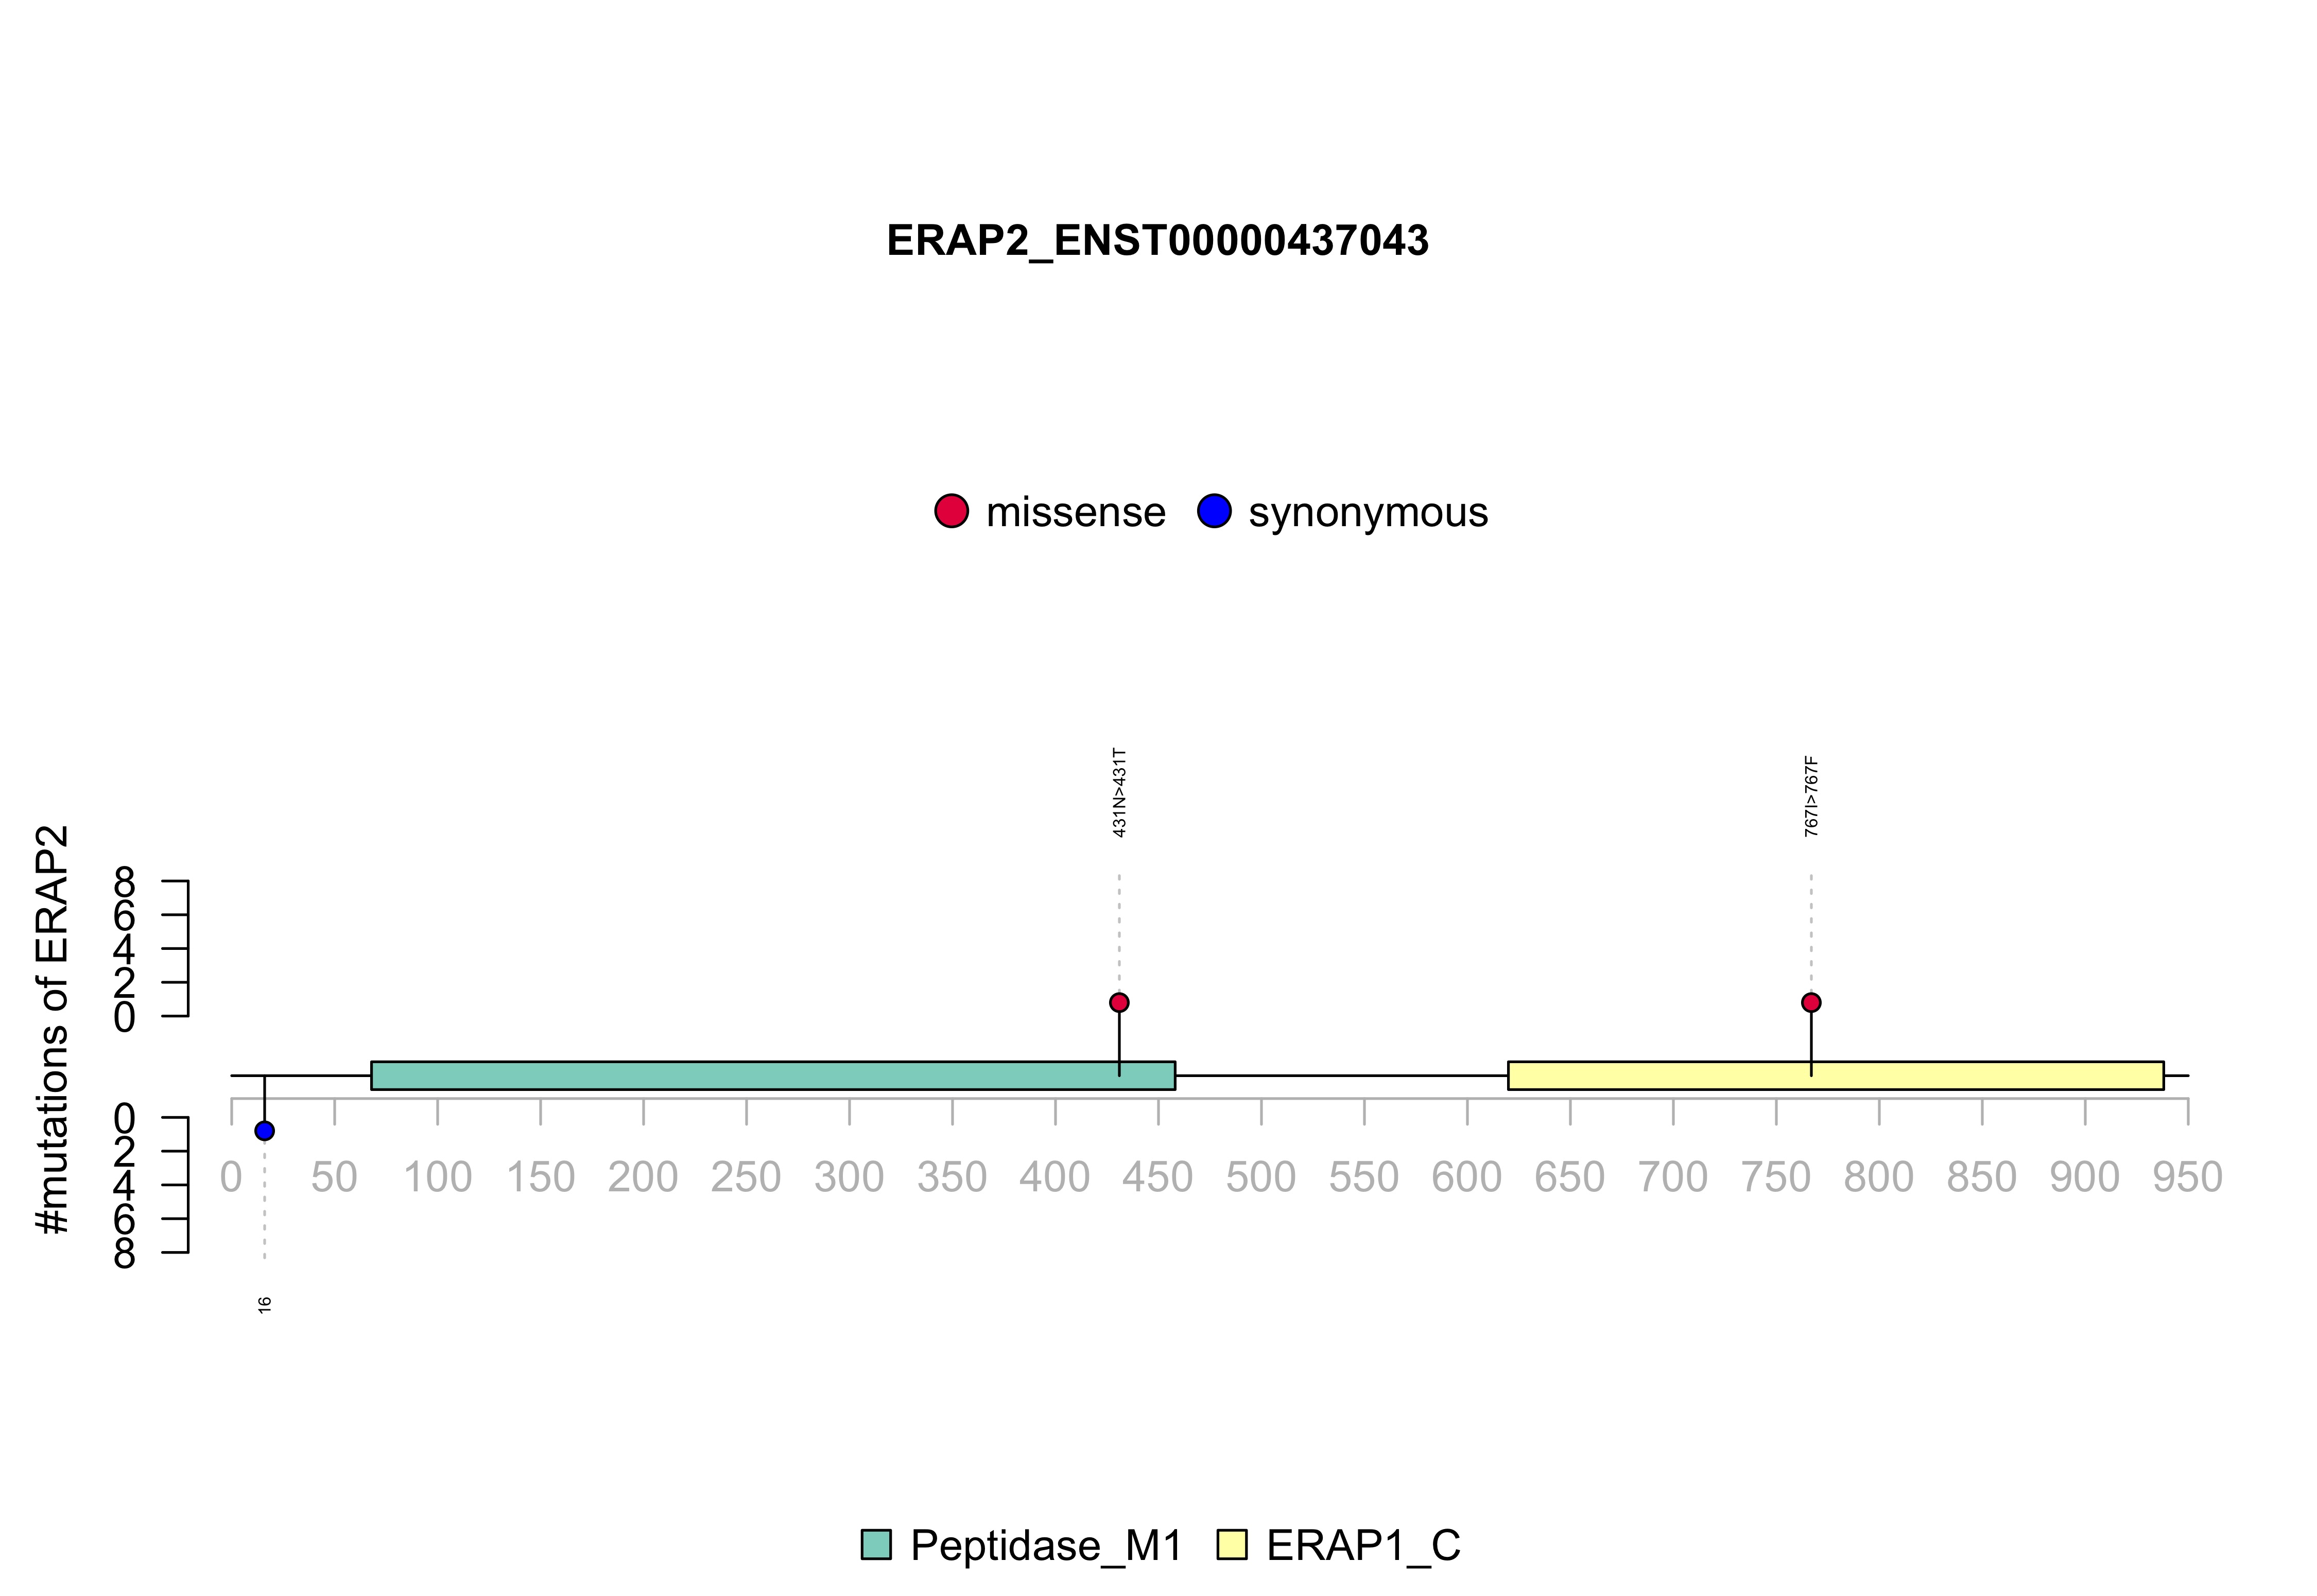 ERAP2_ENST00000437043
missense synonymous
431N>431T
767I>767F
#mutations of ERAP2
8
6
4
2
0
0
2
4
6
8
0 50 100 150 200 250 300 350 400 450 500 550 600 650 700 750 800 850 900 950
16
Peptidase_M1 ERAP1_C